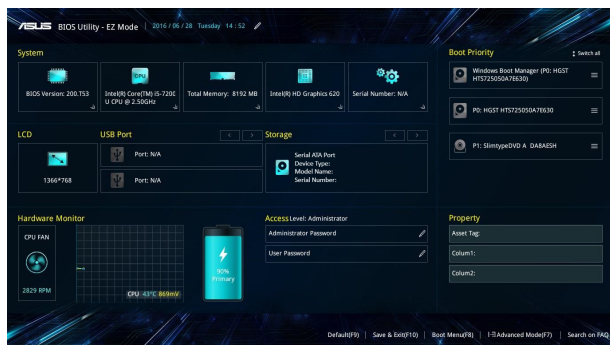 ASUS BIOS Utility - EZ Mode 2016 / 06 / 28 Tuesday 14 : 52
System
BIOS Version: 200.T53
Intel(R) Core(TM) i5-7200
U CPU @ 2.50GHz
Total Memory: 8192 MB
Intel(R) HD Graphics 620
Serial Number: N/A
Boot Priority
Switch all
Windows Boot Manager (P0: HGST
HTS725050A7E630)
P0: HGST HTS725050A7E630
P1: SlimtypeDVD A DA8AESH
LCD
1366*768
USB Port
Port: N/A
Port: N/A
Storage
Serial ATA Port
Device Type:
Model Name:
Serial Number:
Hardware Monitor
CPU FAN
2829 RPM
CPU 43°C 869mV
90%
Primary
Access Level: Administrator
Administrator Password
User Password
Property
Asset Tag:
Colum1:
Colum2:
Default(F9) | Save & Exit(F10) | Boot Menu(F8) | Advanced Mode(F7) | Search on FAQ